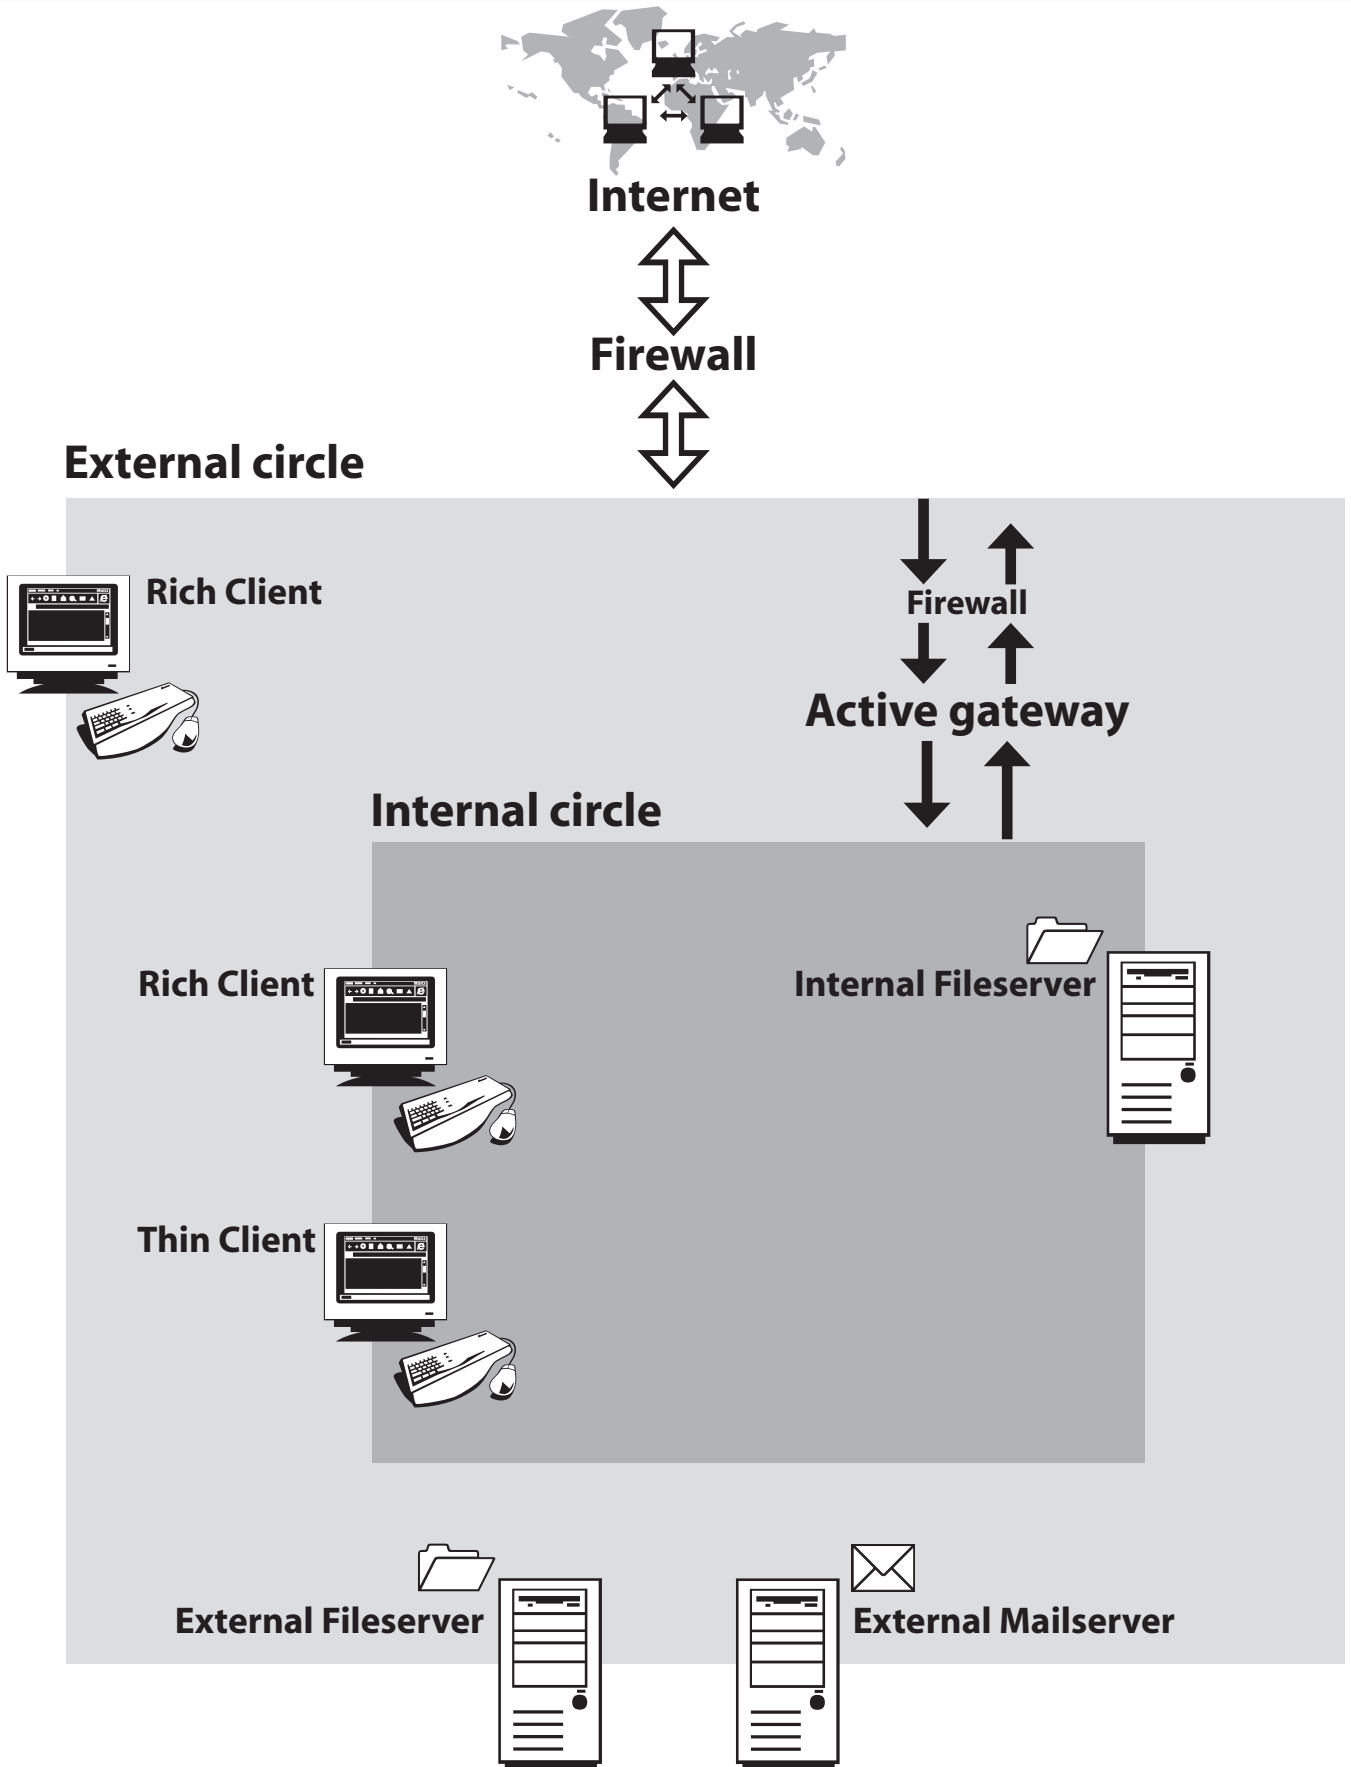 Internet
Firewall
External circle
Rich Client
Firewall
Active gateway
Internal circle
Rich Client
Internal Fileserver
Thin Client
External Fileserver
External Mailserver